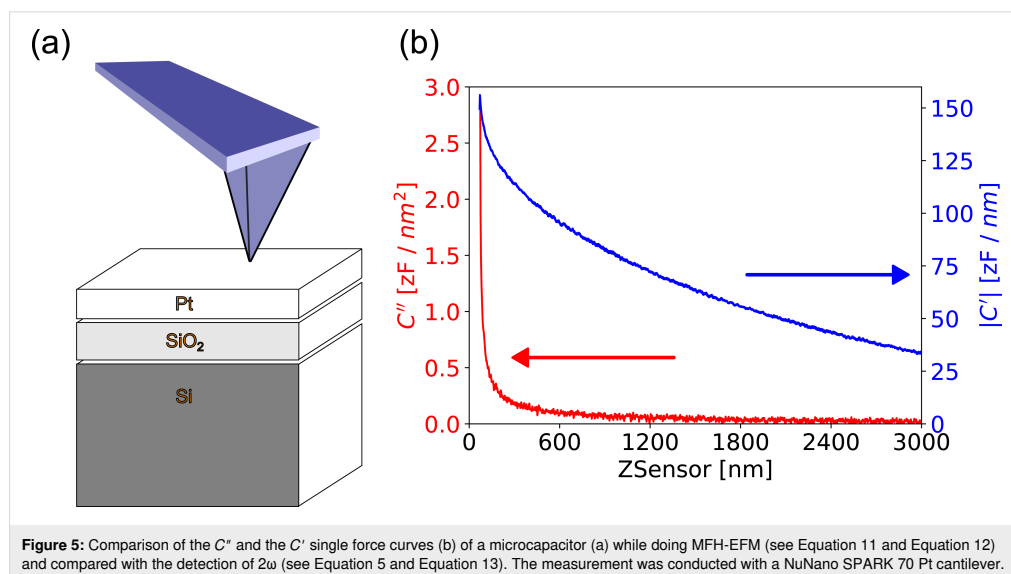 (a)
(b)
Pt
SiO₂
Si
3.0
2.5
2.0
1.5
1.0
0.5
0.0
C″ [zF / nm²]
150
125
100
75
50
25
0
|C′| [zF / nm]
0 600 1200 1800 2400 3000
ZSensor [nm]
Figure 5: Comparison of the C″ and the C′ single force curves (b) of a microcapacitor (a) while doing MFH-EFM (see Equation 11 and Equation 12)
and compared with the detection of 2ω (see Equation 5 and Equation 13). The measurement was conducted with a NuNano SPARK 70 Pt cantilever.